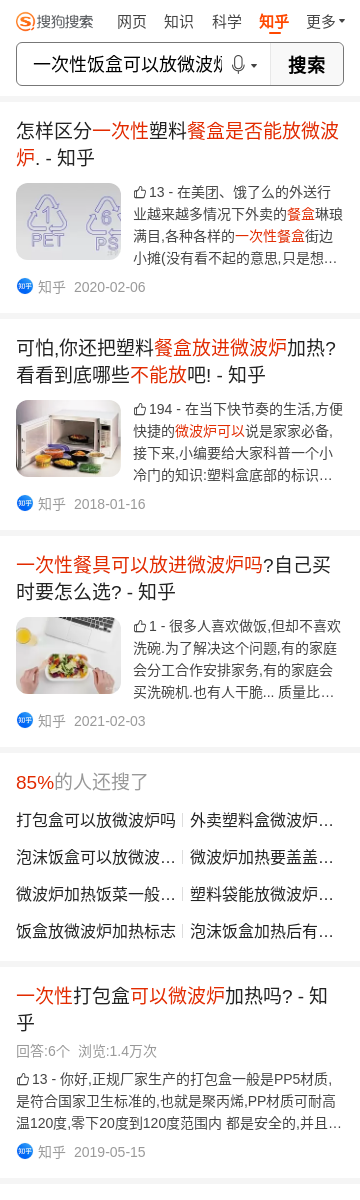 搜狗搜索 网页 知识 科学 知乎 更多
一次性饭盒可以放微波炉 搜索
怎样区分一次性塑料餐盒是否能放微波
炉. - 知乎
13 - 在美团、饿了么的外送行
业越来越多情况下外卖的餐盒琳琅
满目,各种各样的一次性餐盒街边
小摊(没有看不起的意思,只是想…
1 PET 6 PS
知乎 知乎 2020-02-06
可怕,你还把塑料餐盒放进微波炉加热?
看看到底哪些不能放吧! - 知乎
194 - 在当下快节奏的生活,方便
快捷的微波炉可以说是家家必备,
接下来,小编要给大家科普一个小
冷门的知识:塑料盒底部的标识…
知乎 知乎 2018-01-16
一次性餐具可以放进微波炉吗?自己买
时要怎么选? - 知乎
1 - 很多人喜欢做饭,但却不喜欢
洗碗.为了解决这个问题,有的家庭
会分工合作安排家务,有的家庭会
买洗碗机.也有人干脆... 质量比…
知乎 知乎 2021-02-03
85%的人还搜了
打包盒可以放微波炉吗 外卖塑料盒微波炉…
泡沫饭盒可以放微波… 微波炉加热要盖盖…
微波炉加热饭菜一般… 塑料袋能放微波炉…
饭盒放微波炉加热标志 泡沫饭盒加热后有…
一次性打包盒可以微波炉加热吗? - 知
乎
回答:6个 浏览:1.4万次
13 - 你好,正规厂家生产的打包盒一般是PP5材质,
是符合国家卫生标准的,也就是聚丙烯,PP材质可耐高
温120度,零下20度到120度范围内 都是安全的,并且…
知乎 知乎 2019-05-15